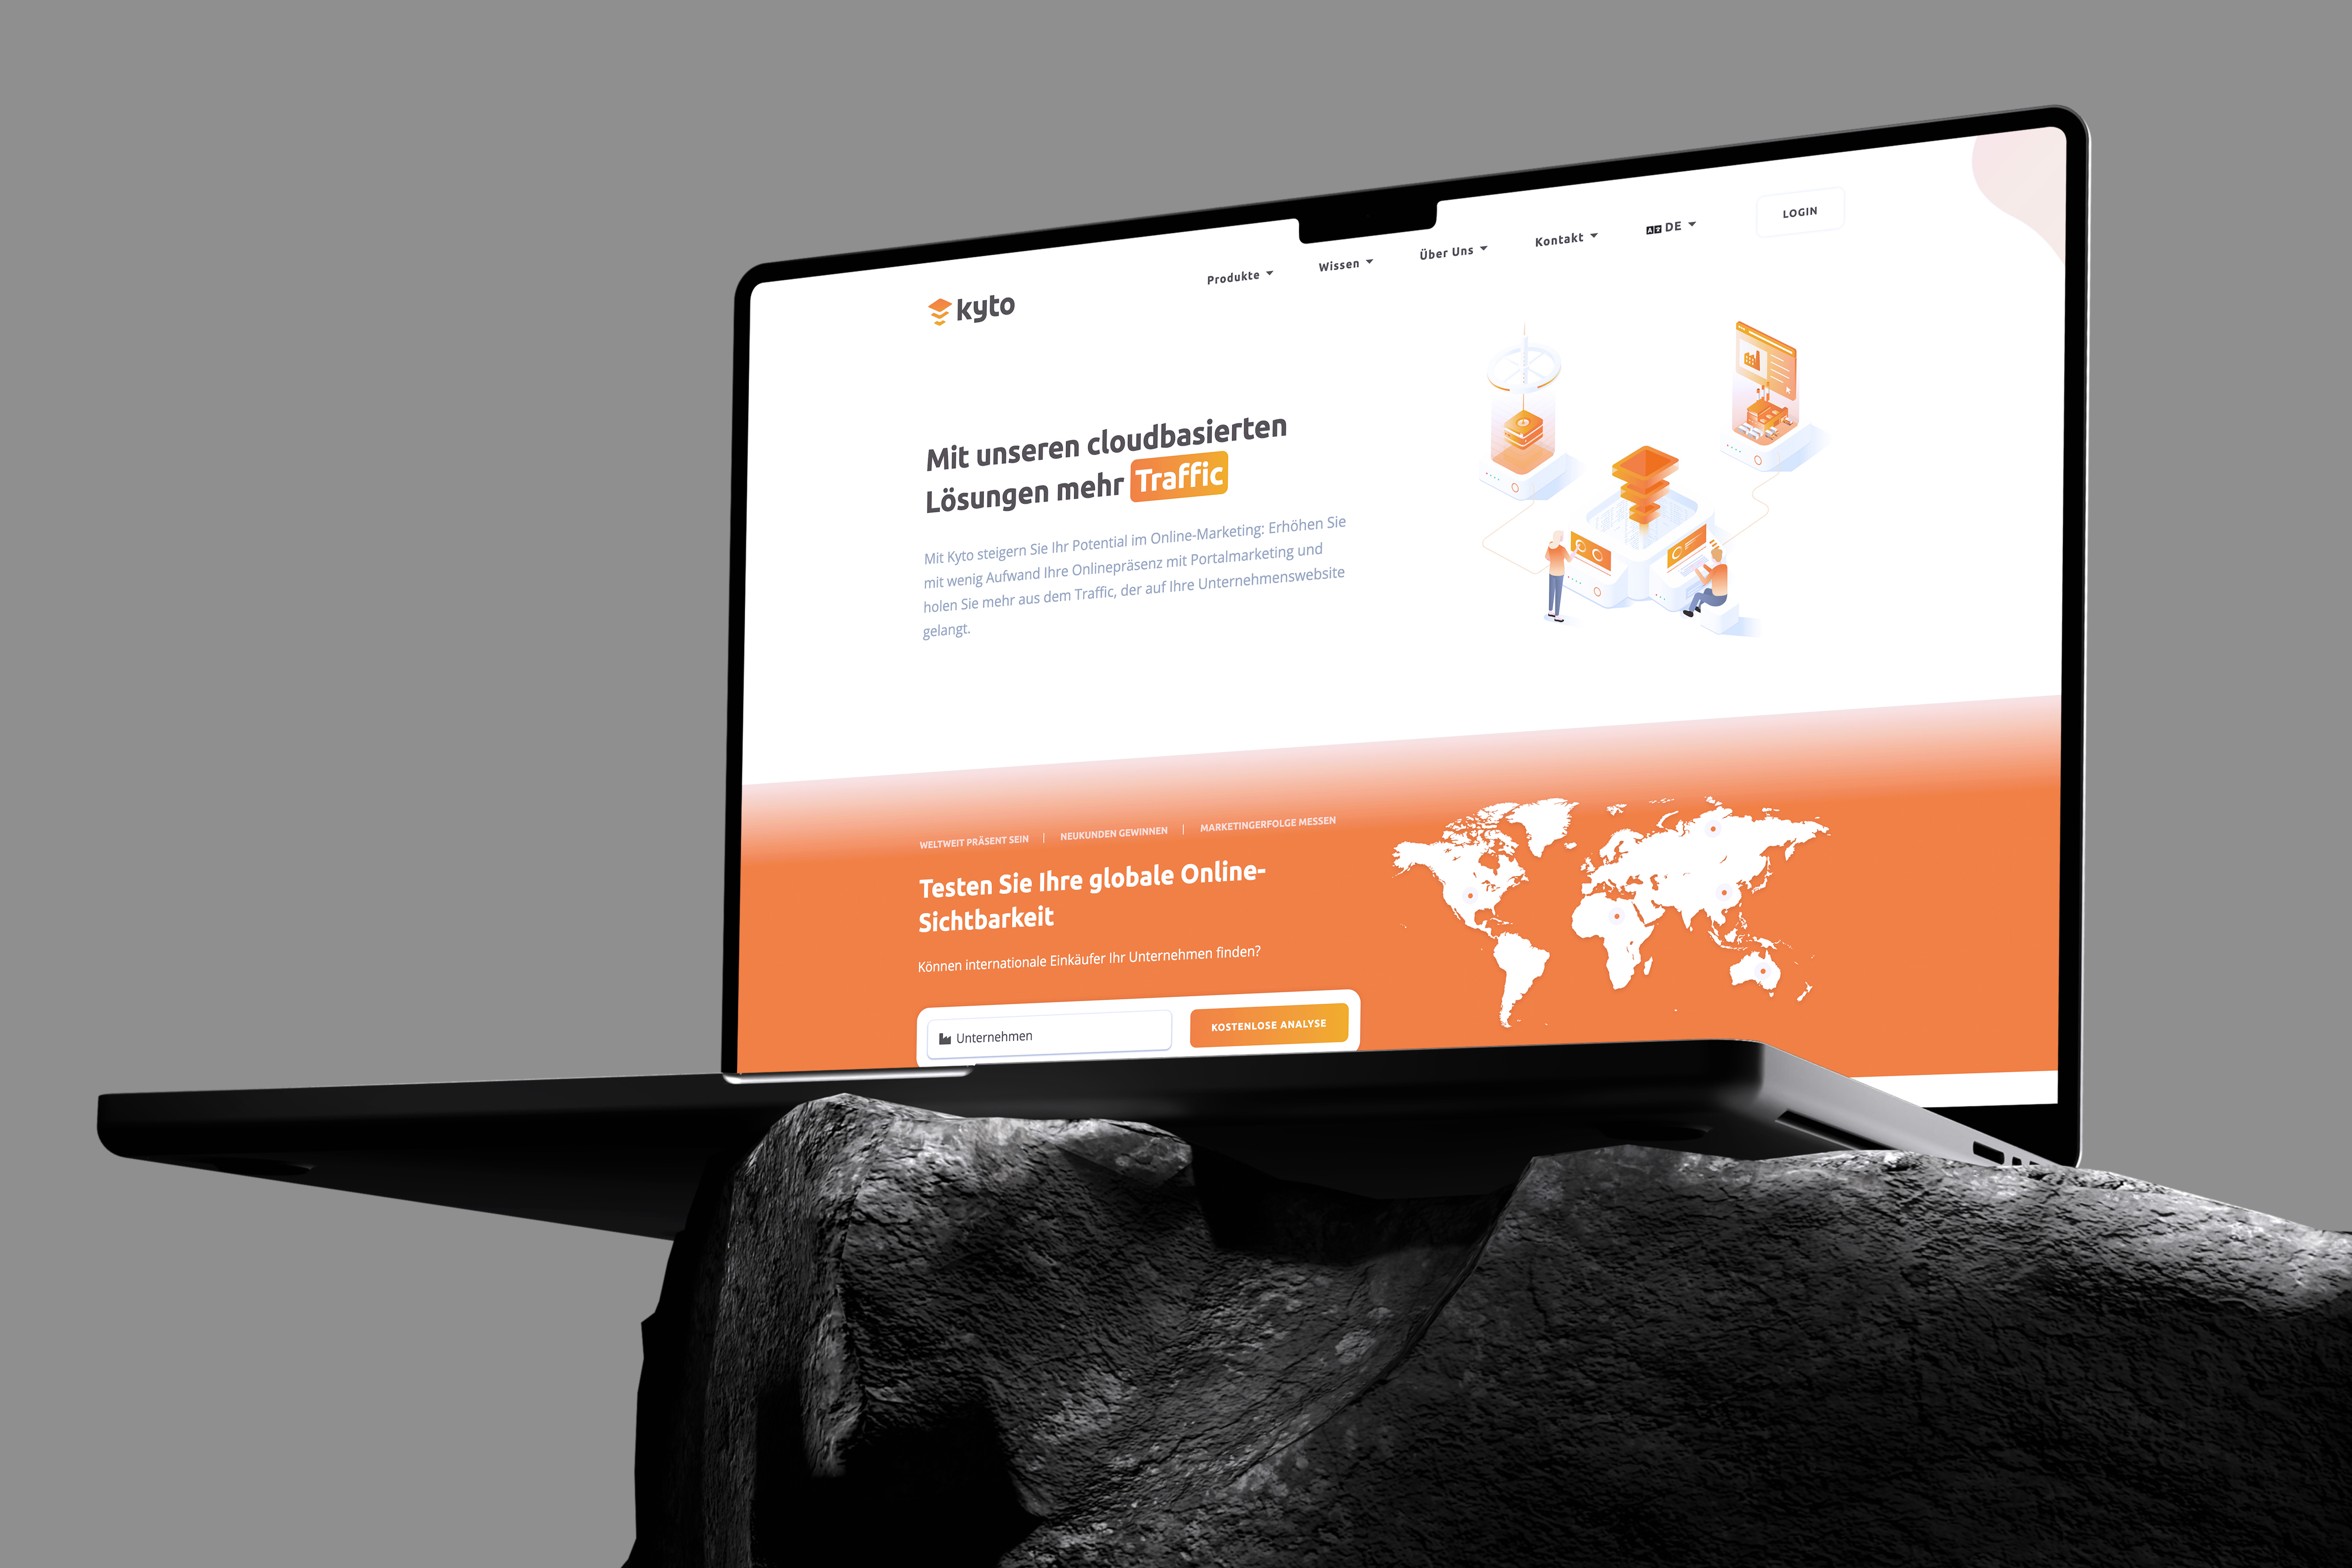 Produkte
Wissen
Über Uns
Kontakt
DE
LOGIN
kyto
Mit unseren cloudbasierten
Lösungen mehr Traffic
Mit Kyto steigern Sie Ihr Potential im Online-Marketing: Erhöhen Sie
mit wenig Aufwand Ihre Onlinepräsenz mit Portalmarketing und
holen Sie mehr aus dem Traffic, der auf Ihre Unternehmenswebsite
gelangt.
WELTWEIT PRÄSENT SEIN | NEUKUNDEN GEWINNEN | MARKETINGERFOLGE MESSEN
Testen Sie Ihre globale Online-
Sichtbarkeit
Können internationale Einkäufer Ihr Unternehmen finden?
Unternehmen
KOSTENLOSE ANALYSE